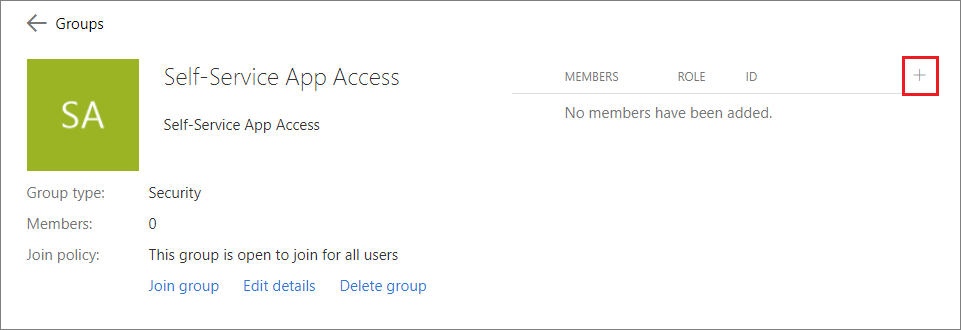 Groups
SA
Self-Service App Access
Self-Service App Access
Group type: Security
Members: 0
Join policy: This group is open to join for all users
Join group Edit details Delete group
MEMBERS ROLE ID
No members have been added.